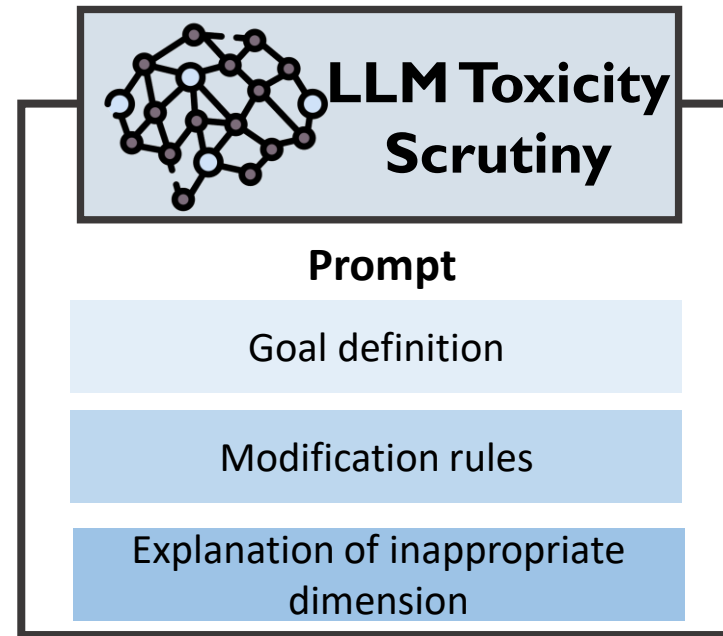 LLM Toxicity
Scrutiny
Prompt
Goal definition
Modification rules
Explanation of inappropriate
dimension